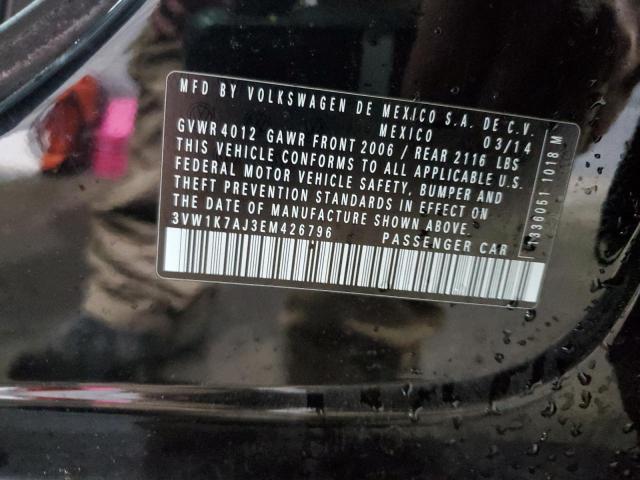 MFD BY VOLKSWAGEN DE MEXICO S.A. DE C.V.
MEXICO 03/14
GVWR 4012 GAWR FRONT 2006 / REAR 2116 LBS
THIS VEHICLE CONFORMS TO ALL APPLICABLE U.S.
FEDERAL MOTOR VEHICLE SAFETY, BUMPER AND
THEFT PREVENTION STANDARDS IN EFFECT ON
THE DATE OF MANUFACTURE SHOWN ABOVE.
3VW1K7AJ3EM426796 PASSENGER CAR
1336061 1018 M